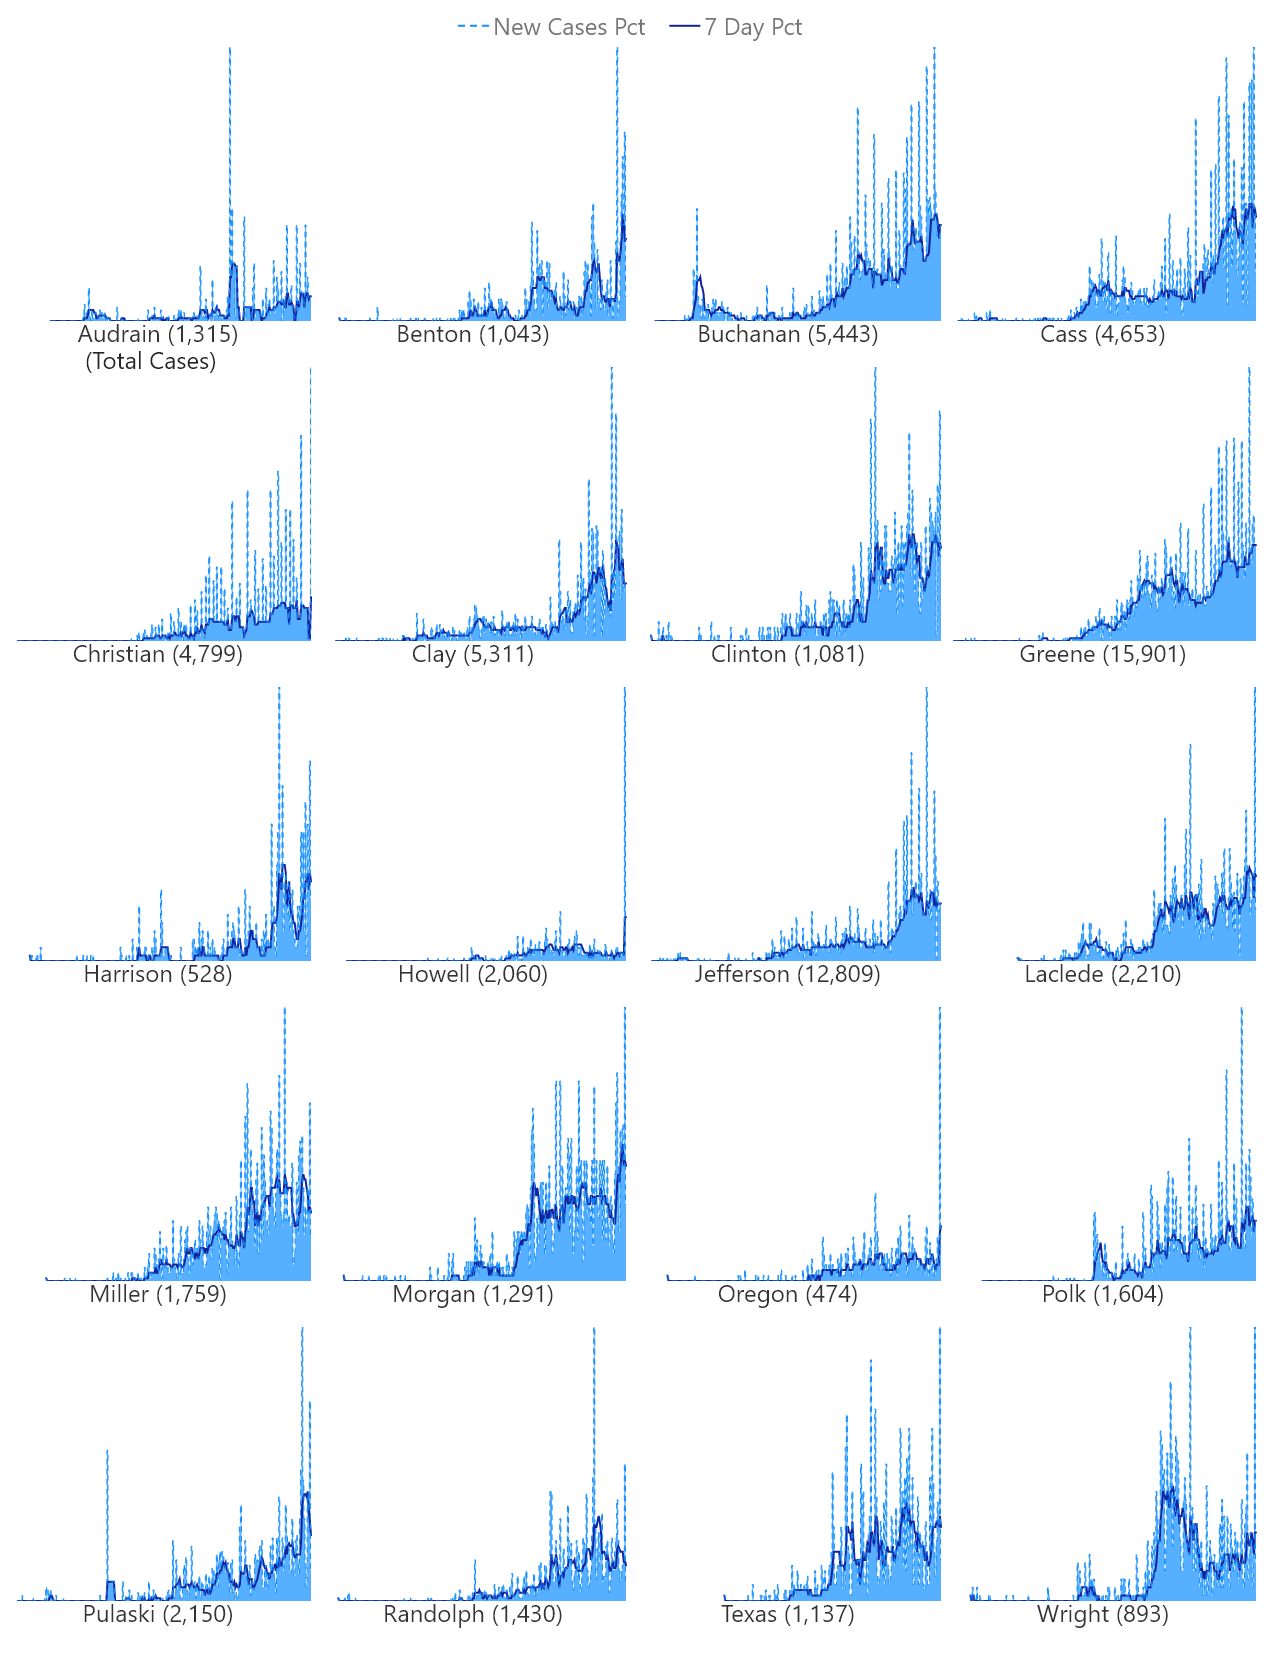 New Cases Pct 7 Day Pct
Audrain (1,315) Benton (1,043) Buchanan (5,443) Cass (4,653)
(Total Cases)
Christian (4,799) Clay (5,311) Clinton (1,081) Greene (15,901)
Harrison (528) Howell (2,060) Jefferson (12,809) Laclede (2,210)
Miller (1,759) Morgan (1,291) Oregon (474) Polk (1,604)
Pulaski (2,150) Randolph (1,430) Texas (1,137) Wright (893)